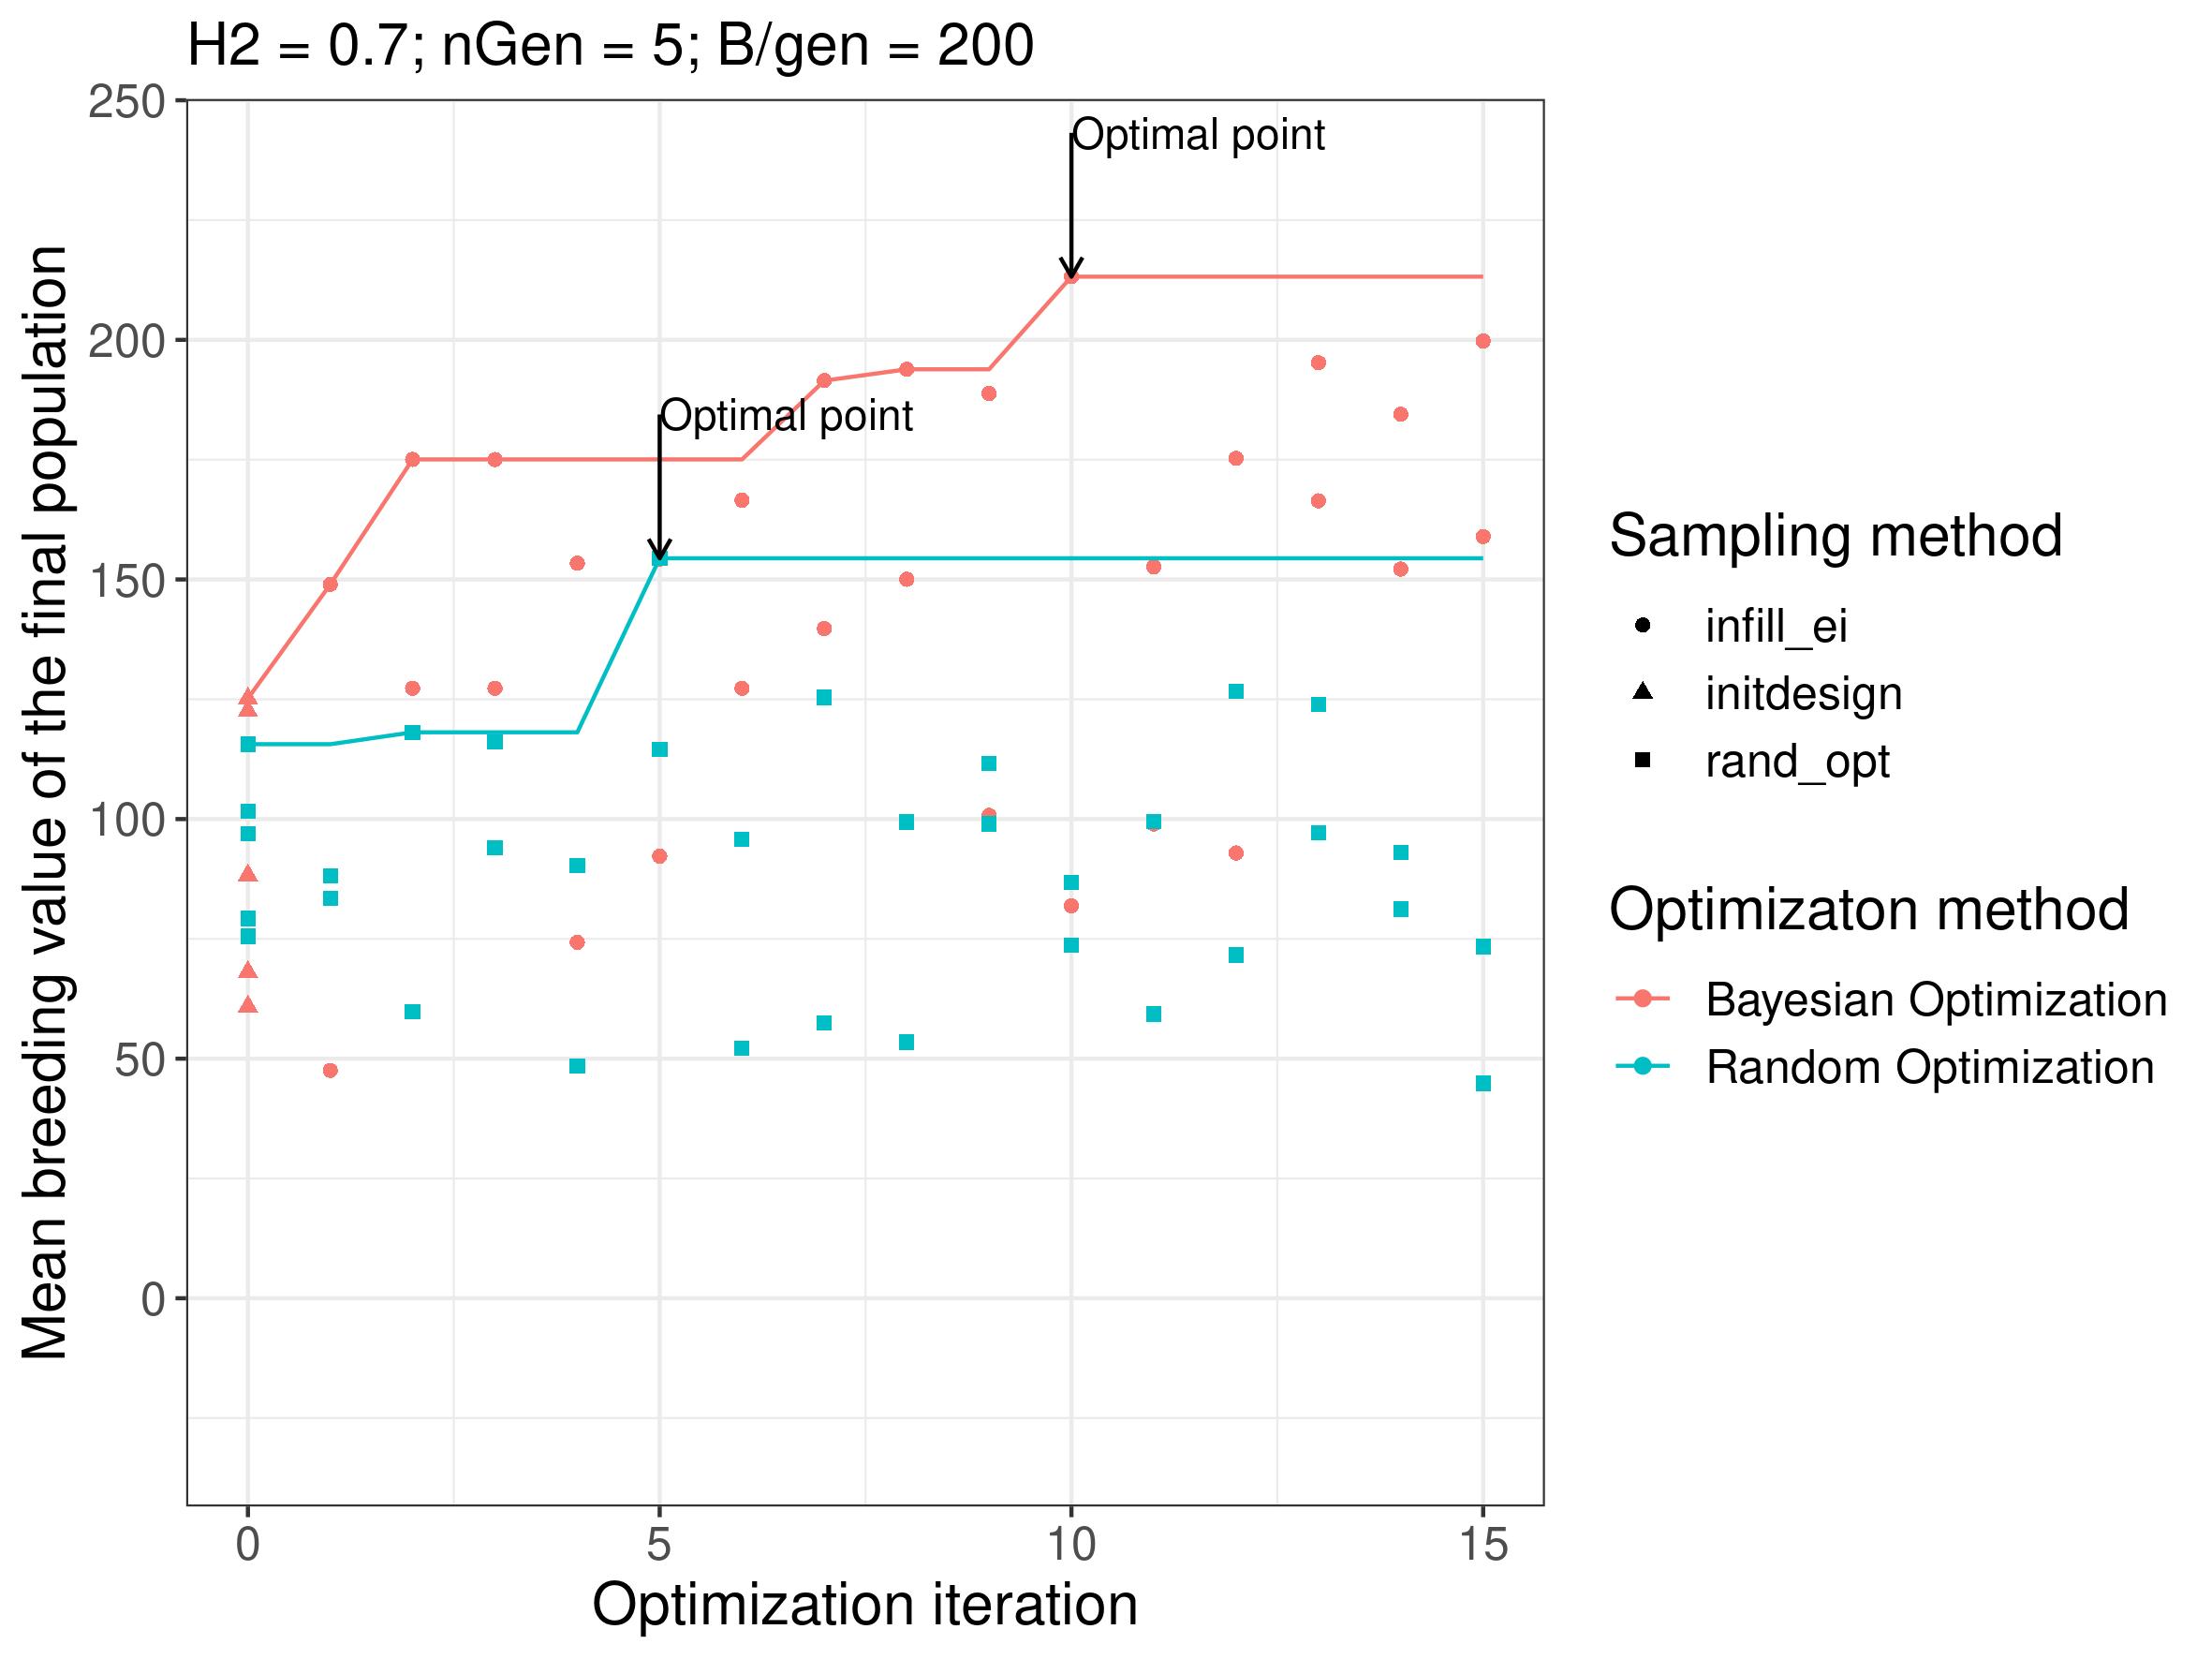 H2 = 0.7; nGen = 5; B/gen = 200
Mean breeding value of the final population
250
200
150
100
50
0
Optimal point
Optimal point
0
5
10
15
Optimization iteration
Sampling method
infill_ei
initdesign
rand_opt
Optimizaton method
Bayesian Optimization
Random Optimization